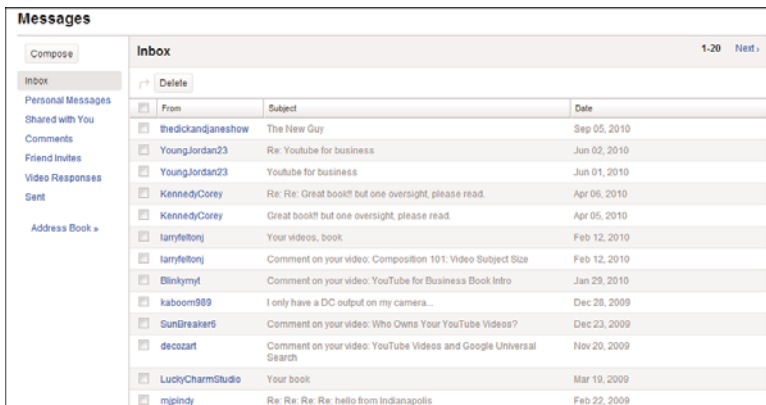 Messages
Compose
Inbox
Personal Messages
Shared with You
Comments
Friend Invites
Video Responses
Sent
Address Book »
Inbox
1-20 Next ›
Delete
From Subject Date
thedickandjaneshow The New Guy Sep 05, 2010
YoungJordan23 Re: Youtube for business Jun 02, 2010
YoungJordan23 Youtube for business Jun 01, 2010
KennedyCorey Re: Re: Great book!! but one oversight, please read. Apr 06, 2010
KennedyCorey Great book!! but one oversight, please read. Apr 05, 2010
larryfeltonj Your videos, book Feb 12, 2010
larryfeltonj Comment on your video: Composition 101: Video Subject Size Feb 12, 2010
Blinkymyt Comment on your video: YouTube for Business Book Intro Jan 29, 2010
kaboom989 I only have a DC output on my camera... Dec 28, 2009
SunBreaker6 Comment on your video: Who Owns Your YouTube Videos? Dec 23, 2009
decozart Comment on your video: YouTube Videos and Google Universal Nov 20, 2009
Search
LuckyCharmStudio Your book Mar 19, 2009
mjpindy Re: Re: Re: Re: hello from Indianapolis Feb 22, 2009